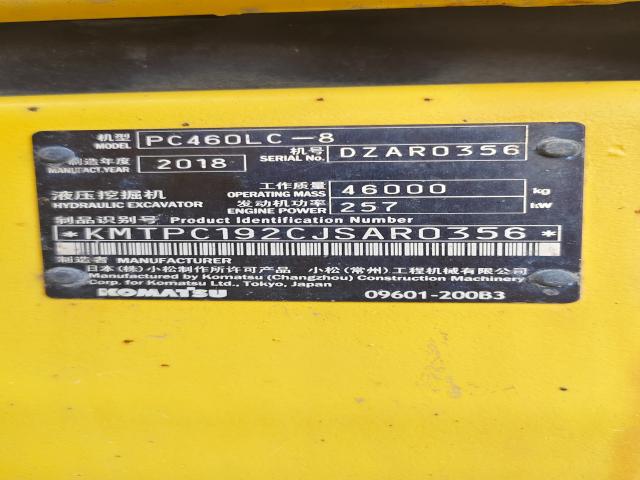 机型 MODEL PC460LC-8
机号 SERIAL No. DZAR0356
制造年度 MANUFACT.YEAR 2018
液压挖掘机 HYDRAULIC EXCAVATOR
工作质量 OPERATING MASS 46000 kg
发动机功率 ENGINE POWER 257 kW
制品识别号 Product Identification Number
*KMTPC192CJSAR0356*
制造者 MANUFACTURER
日本(株)小松制作所许可产品 小松(常州)工程机械有限公司
Manufactured by Komatsu (Changzhou) Construction Machinery
Corp. for Komatsu Ltd., Tokyo, Japan
KOMATSU 09601-200B3